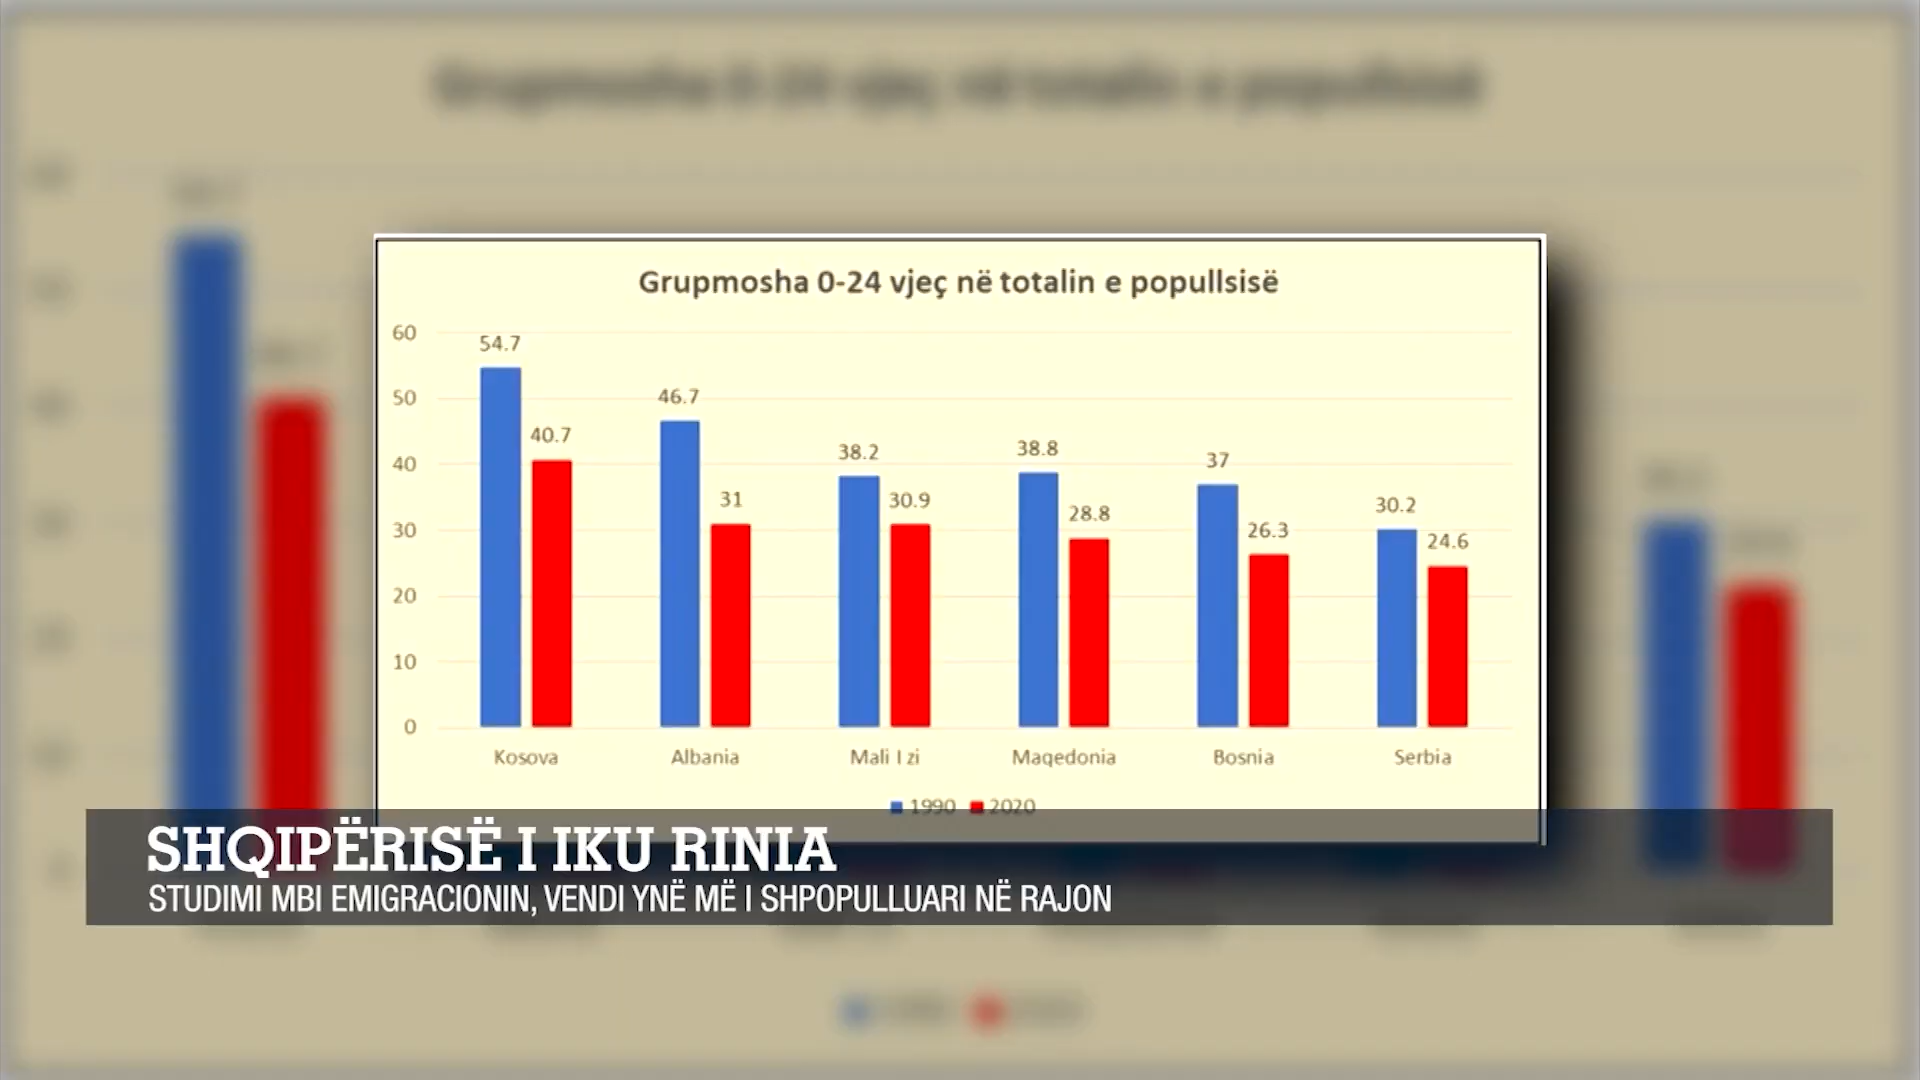 Grupmosha 0-24 vjeç në totalin e popullsisë
60
50
40
30
20
10
0
54.7
40.7
46.7
31
38.2
30.9
38.8
28.8
37
26.3
30.2
24.6
Kosova
Albania
Mali I zi
Maqedonia
Bosnia
Serbia
1990 2020
SHQIPËRISË I IKU RINIA
STUDIMI MBI EMIGRACIONIN, VENDI YNË MË I SHPOPULLUARI NË RAJON